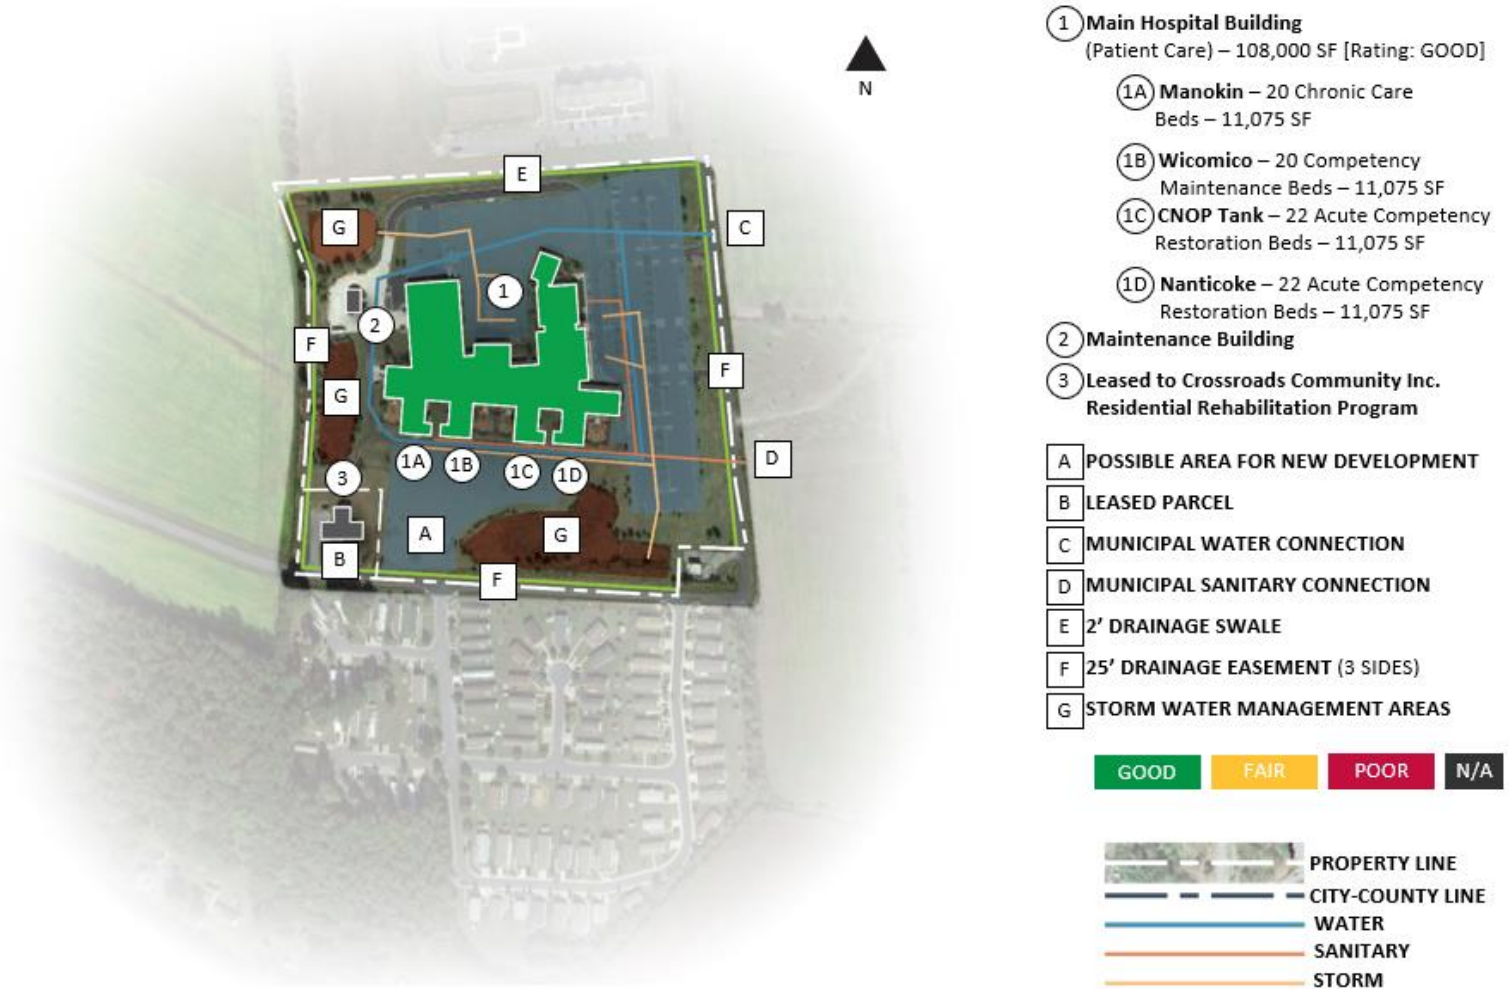 E
G
C
1
2
F
G
F
1A
1B
1C
1D
D
3
A
G
B
F
N
1 Main Hospital Building
(Patient Care) – 108,000 SF [Rating: GOOD]
1A Manokin – 20 Chronic Care
Beds – 11,075 SF
1B Wicomico – 20 Competency
Maintenance Beds – 11,075 SF
1C CNOP Tank – 22 Acute Competency
Restoration Beds – 11,075 SF
1D Nanticoke – 22 Acute Competency
Restoration Beds – 11,075 SF
2 Maintenance Building
3 Leased to Crossroads Community Inc.
Residential Rehabilitation Program
A POSSIBLE AREA FOR NEW DEVELOPMENT
B LEASED PARCEL
C MUNICIPAL WATER CONNECTION
D MUNICIPAL SANITARY CONNECTION
E 2’ DRAINAGE SWALE
F 25’ DRAINAGE EASEMENT (3 SIDES)
G STORM WATER MANAGEMENT AREAS
GOOD FAIR POOR N/A
PROPERTY LINE
CITY-COUNTY LINE
WATER
SANITARY
STORM